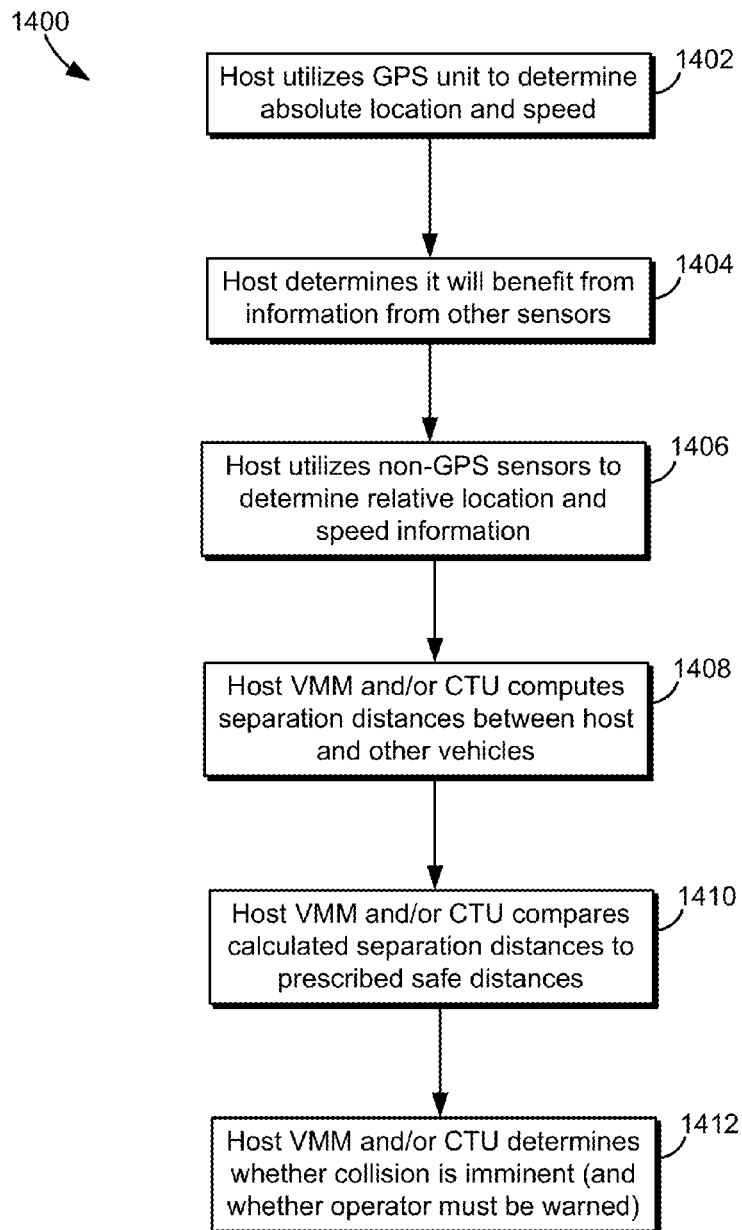 1400
Host utilizes GPS unit to determine
absolute location and speed
1402
Host determines it will benefit from
information from other sensors
1404
Host utilizes non-GPS sensors to
determine relative location and
speed information
1406
Host VMM and/or CTU computes
separation distances between host
and other vehicles
1408
Host VMM and/or CTU compares
calculated separation distances to
prescribed safe distances
1410
Host VMM and/or CTU determines
whether collision is imminent (and
whether operator must be warned)
1412